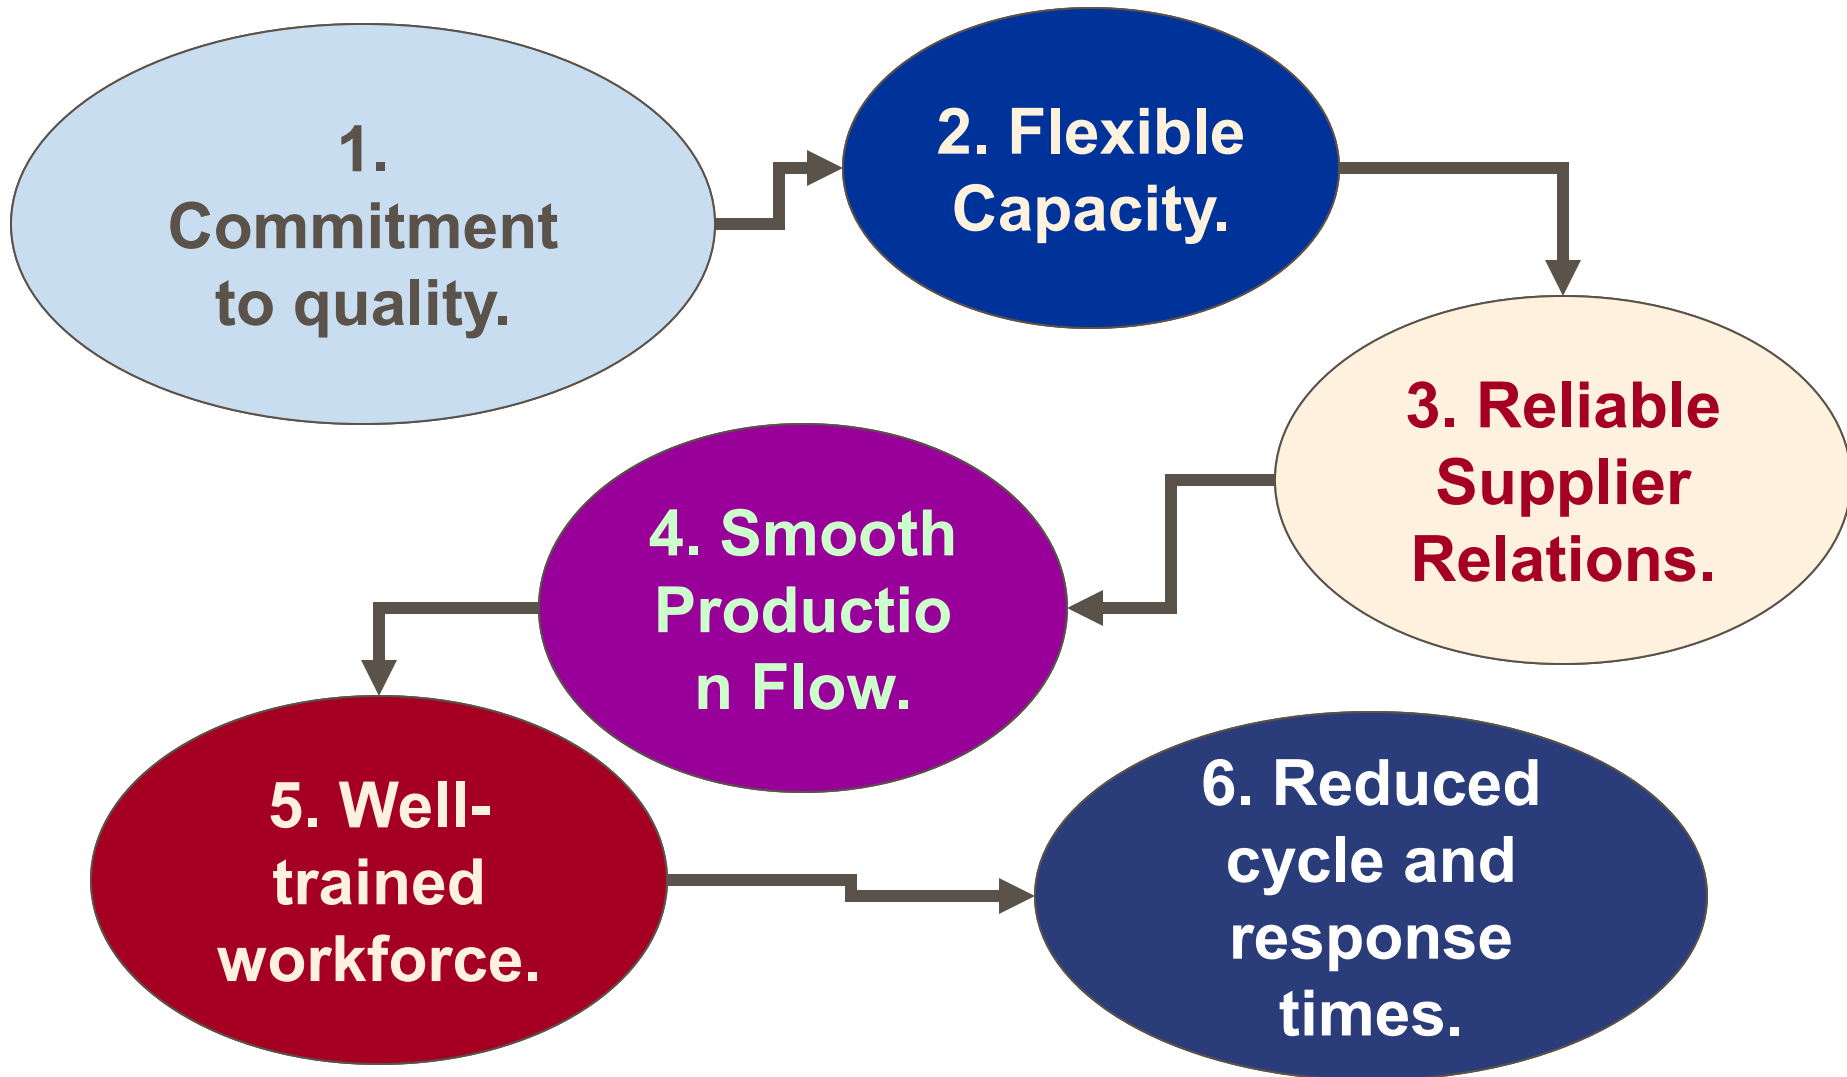 1.
Commitment
to quality.
2. Flexible
Capacity.
3. Reliable
Supplier
Relations.
4. Smooth
Productio
n Flow.
5. Well-
trained
workforce.
6. Reduced
cycle and
response
times.